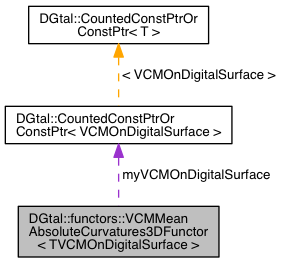 DGtal::CountedConstPtrOr
ConstPtr< T >
< VCMOnDigitalSurface >
DGtal::CountedConstPtrOr
ConstPtr< VCMOnDigitalSurface >
myVCMOnDigitalSurface
DGtal::functors::VCMMean
AbsoluteCurvatures3DFunctor
< TVCMOnDigitalSurface >